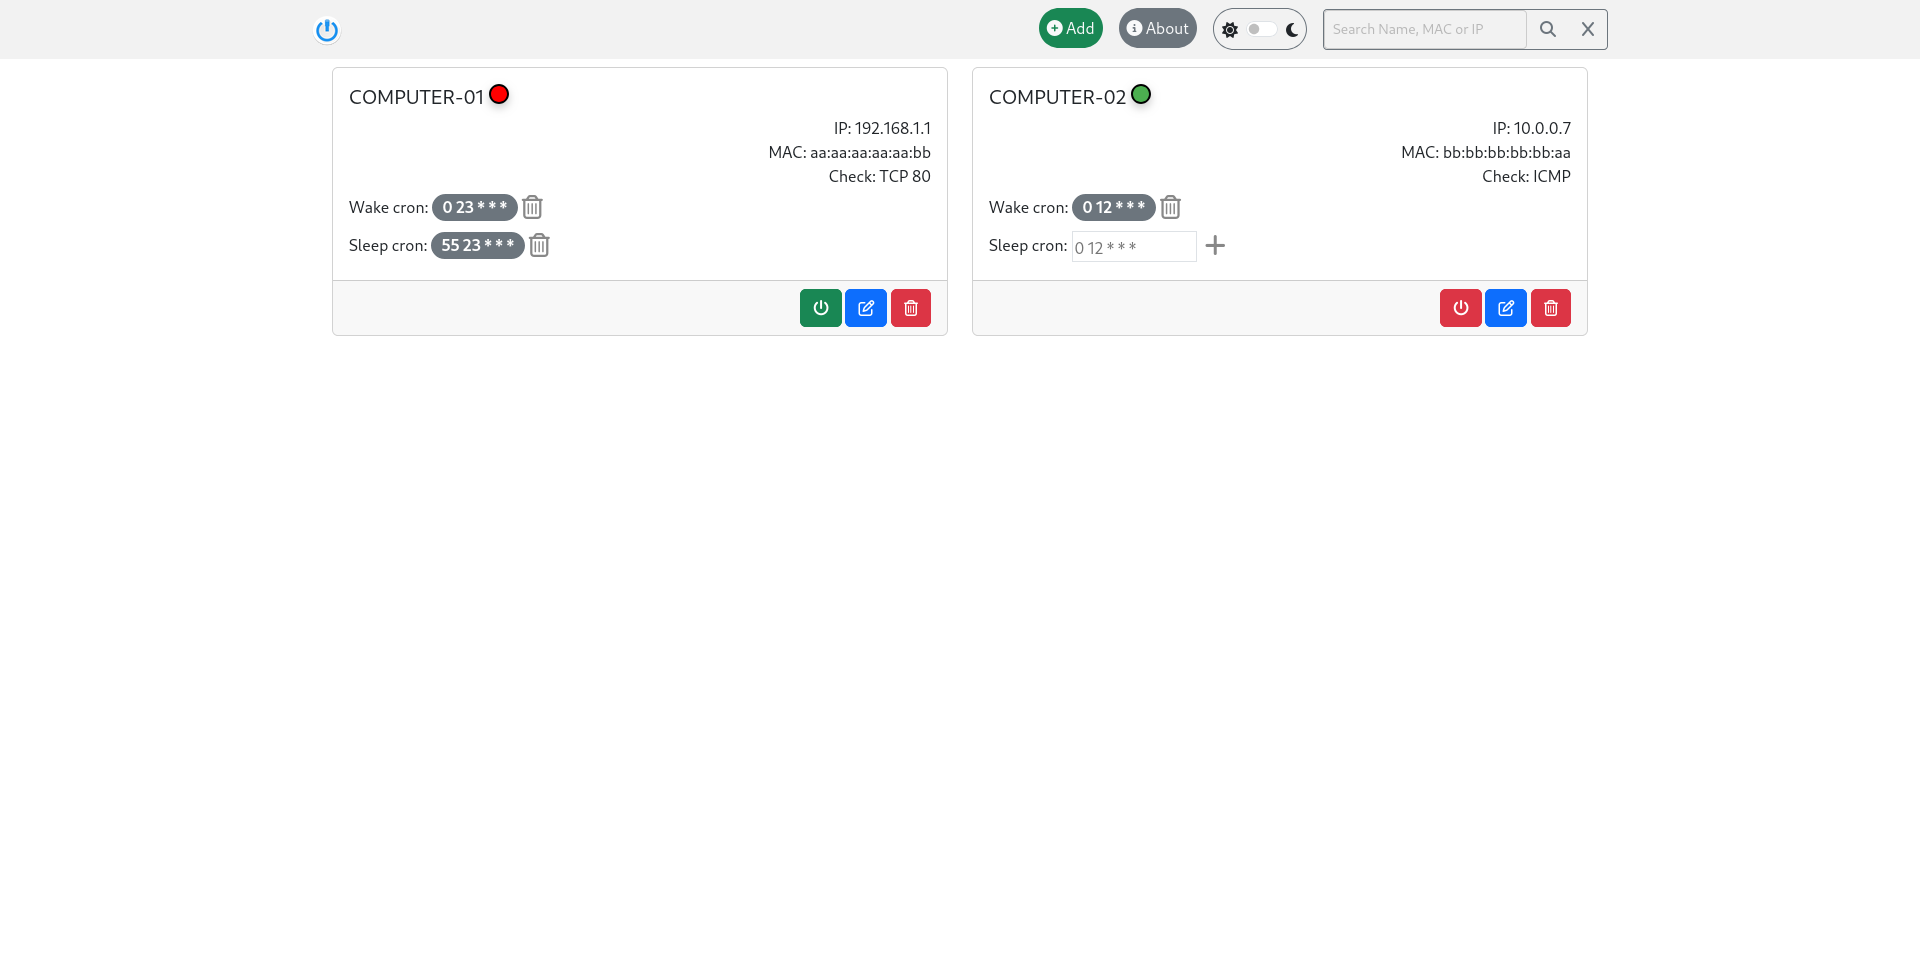 Add
About
Search Name, MAC or IP
COMPUTER-01
IP: 192.168.1.1
MAC: aa:aa:aa:aa:aa:bb
Check: TCP 80
Wake cron: 0 23 * * *
Sleep cron: 55 23 * * *
COMPUTER-02
IP: 10.0.0.7
MAC: bb:bb:bb:bb:bb:aa
Check: ICMP
Wake cron: 0 12 * * *
Sleep cron: 0 12 * * *